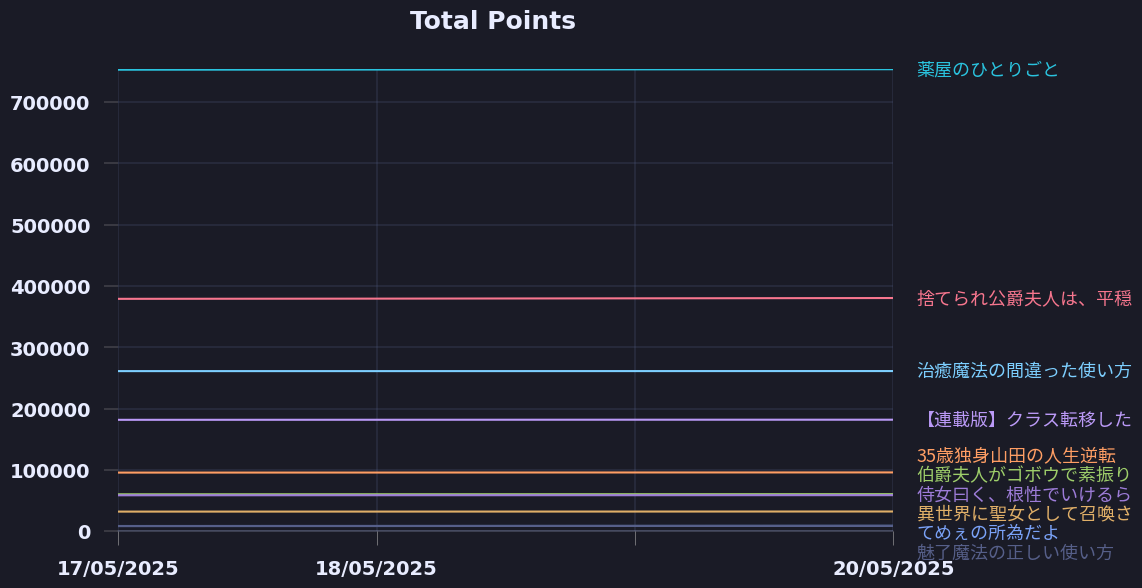 Total Points
700000
600000
500000
400000
300000
200000
100000
0
17/05/2025
18/05/2025
20/05/2025
薬屋のひとりごと
捨てられ公爵夫人は、平穏
治癒魔法の間違った使い方
【連載版】クラス転移した
35歳独身山田の人生逆転
伯爵夫人がゴボウで素振り
侍女曰く、根性でいけるら
異世界に聖女として召喚さ
てめぇの所為だよ
魅了魔法の正しい使い方